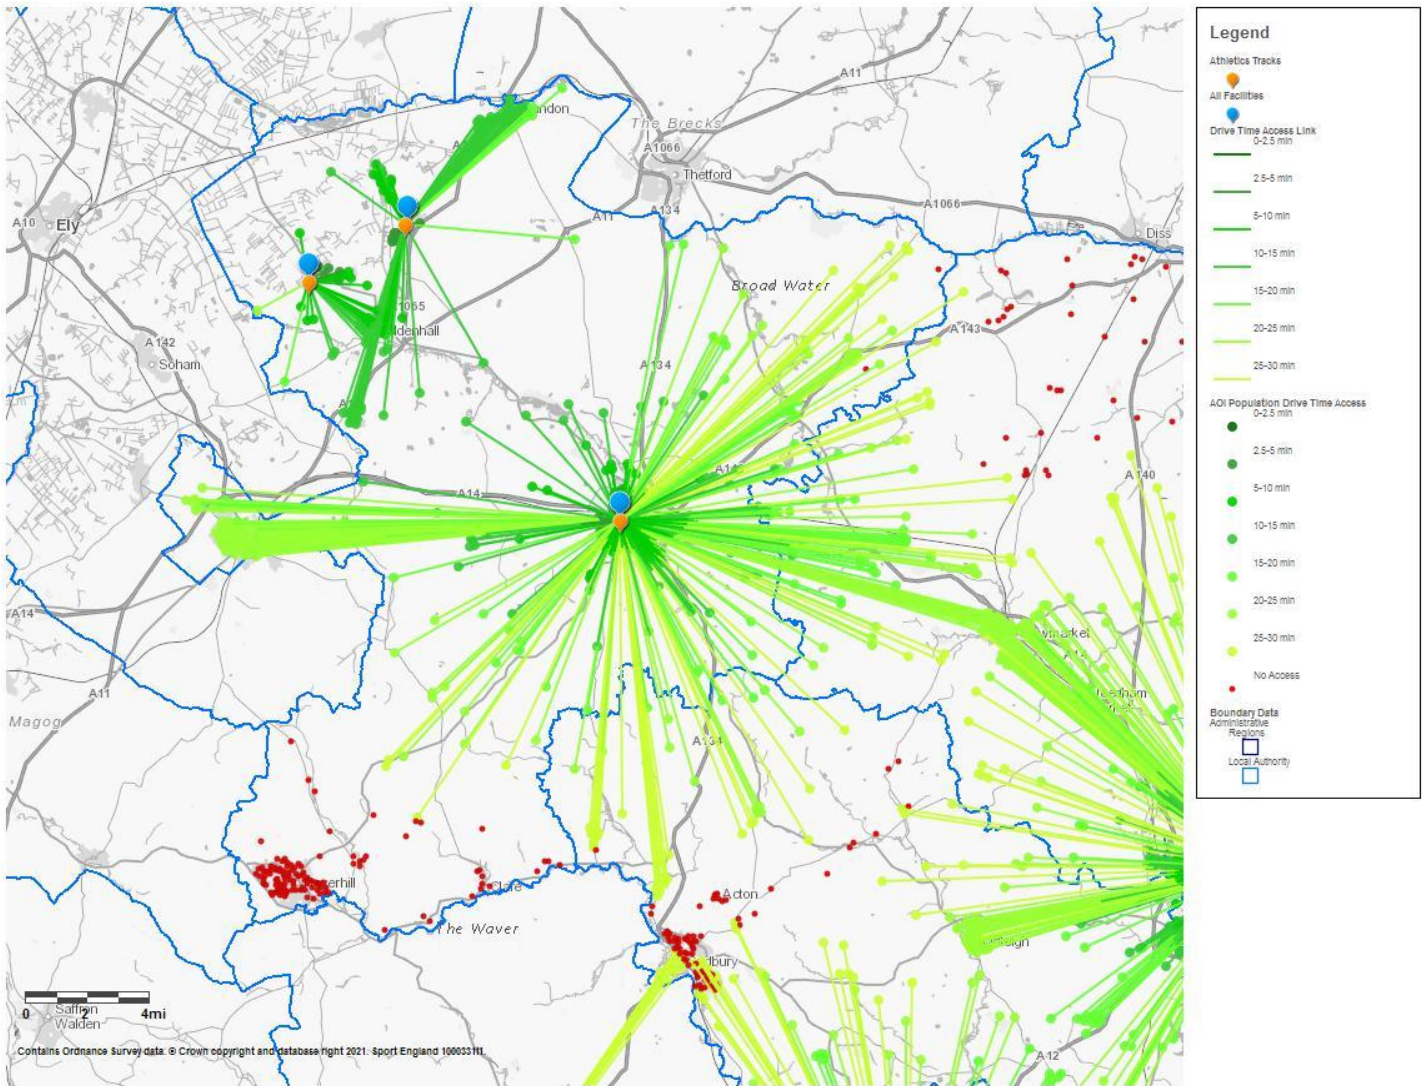 Legend
Athletics Tracks
All Facilities
Drive Time Access Link
0-2.5 min
2.5-5 min
5-10 min
10-15 min
15-20 min
20-25 min
25-30 min
AOI Population Drive Time Access
0-2.5 min
2.5-5 min
5-10 min
10-15 min
15-20 min
20-25 min
25-30 min
No Access
Boundary Data
Administrative
Regions
Local Authority
A11
The Brecks
A1066
Thetford
A134
A11
A1066
Diss
A10
Ely
Broad Water
A142
Soham
A143
A134
A14
A140
A14
A11
Magog
A134
Acton
The Waver
A12
0 2 4mi
Saffron
Walden
Contains Ordnance Survey data. © Crown copyright and database right 2021. Sport England 100033111.